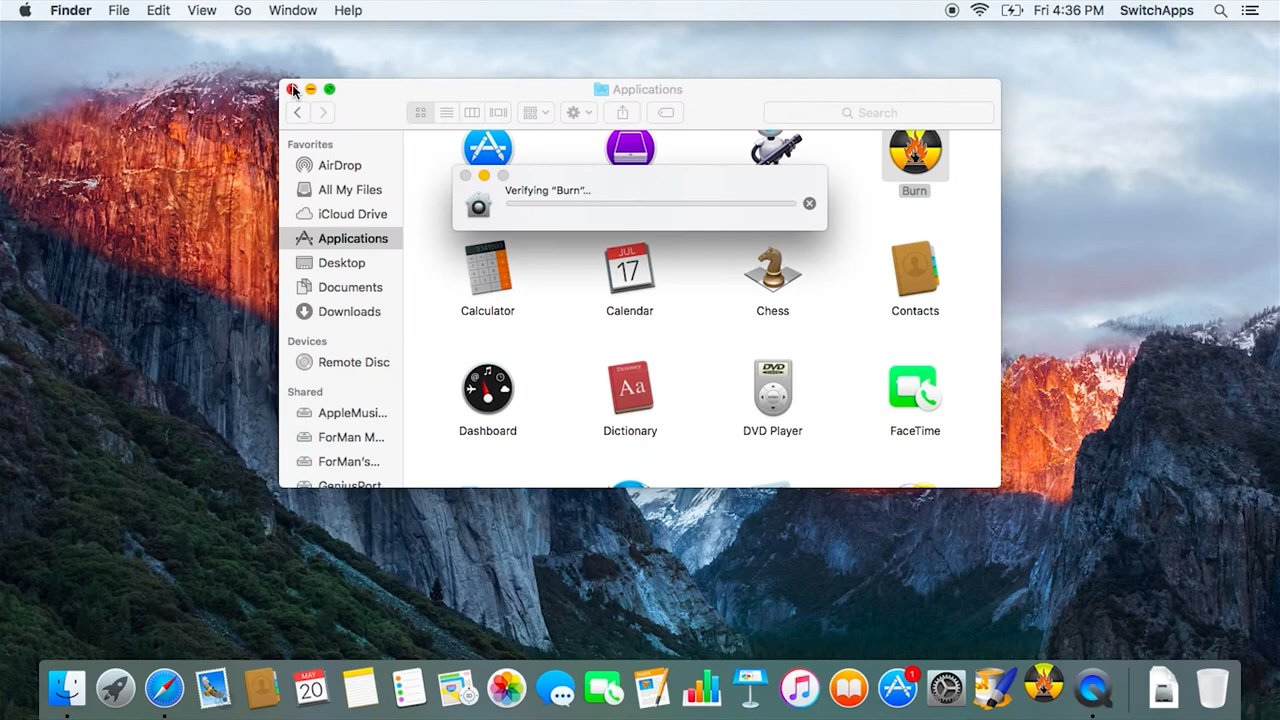 Finder File Edit View Go Window Help Fri 4:36 PM SwitchApps
Applications
Search
Favorites
AirDrop
All My Files
iCloud Drive
Applications
Desktop
Documents
Downloads
Devices
Remote Disc
Shared
AppleMusi...
ForMan M...
ForMan's...
GeniusPort
Verifying "Burn"...
Burn
JUL
17
Calculator Calendar Chess Contacts
Aa
DVD
Dashboard Dictionary DVD Player FaceTime
MAY
20
1